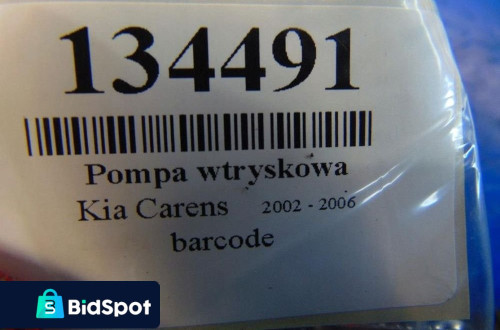 134491
Pompa wtryskowa
Kia Carens 2002 - 2006
barcode
S BidSpot